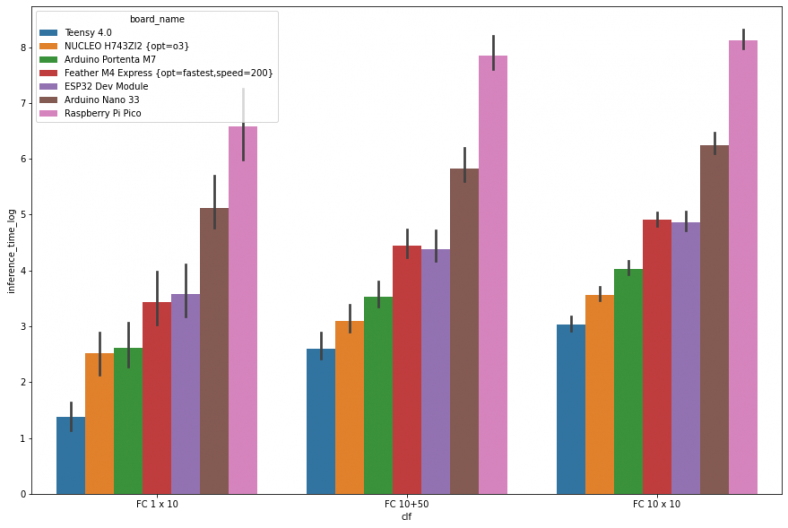 board_name
Teensy 4.0
NUCLEO H743ZI2 {opt=o3}
Arduino Portenta M7
Feather M4 Express {opt=fastest,speed=200}
ESP32 Dev Module
Arduino Nano 33
Raspberry Pi Pico
8
7
6
5
4
3
2
1
0
inference_time_log
FC 1 x 10
FC 10+50
FC 10 x 10
clf